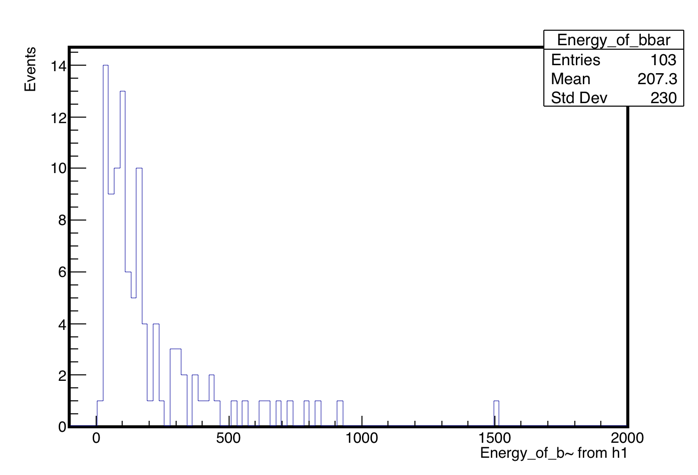 Energy_of_bbar
Entries 103
Mean 207.3
Std Dev 230
Events
14
12
10
8
6
4
2
0
0 500 1000 1500 2000
Energy_of_b~ from h1